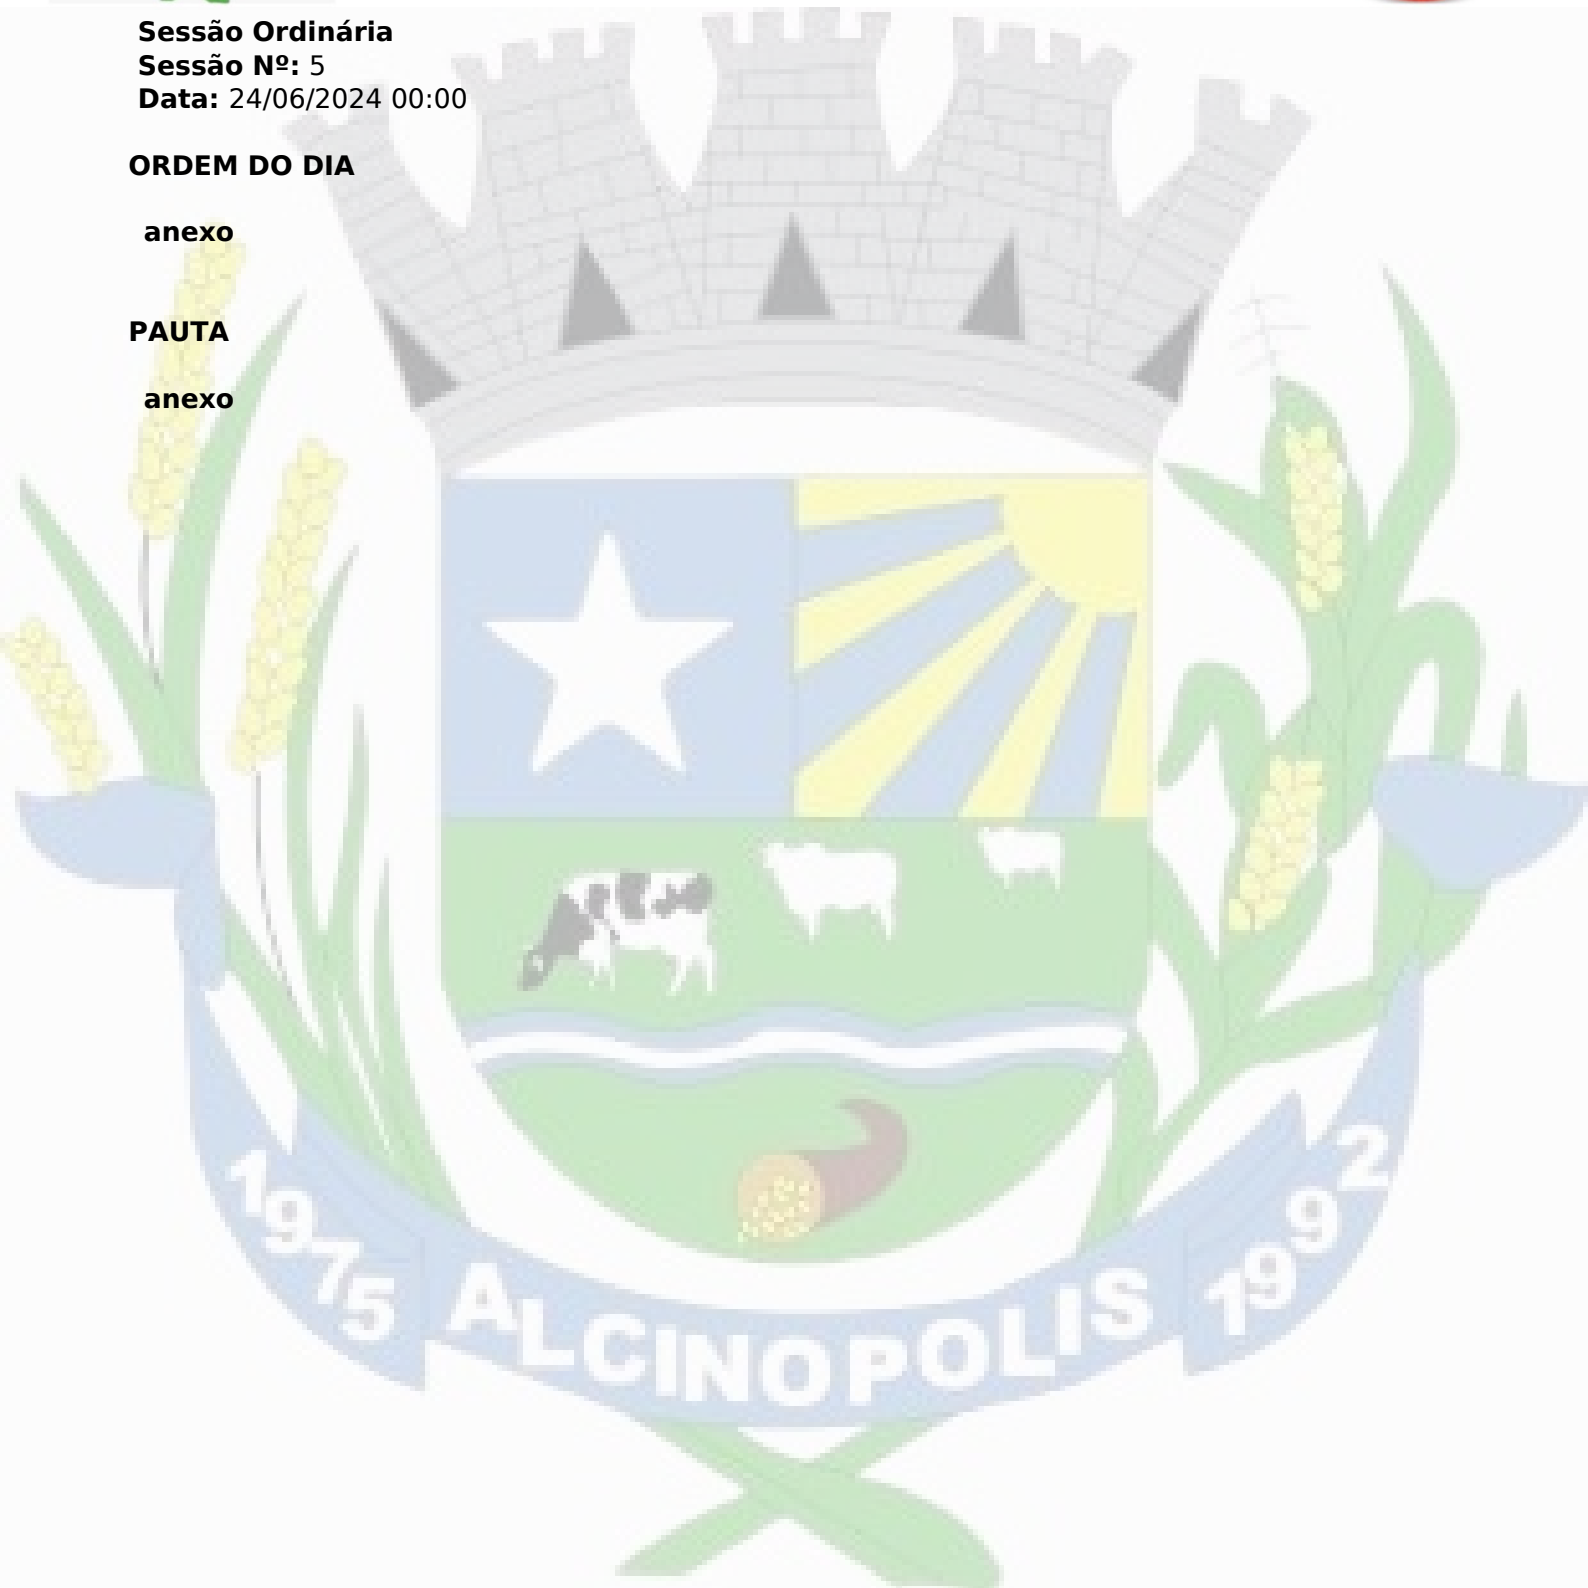 Sessão Ordinária
Sessão Nº: 5
Data: 24/06/2024 00:00
ORDEM DO DIA
anexo
PAUTA
anexo
1975 ALCINOPOLIS 1992